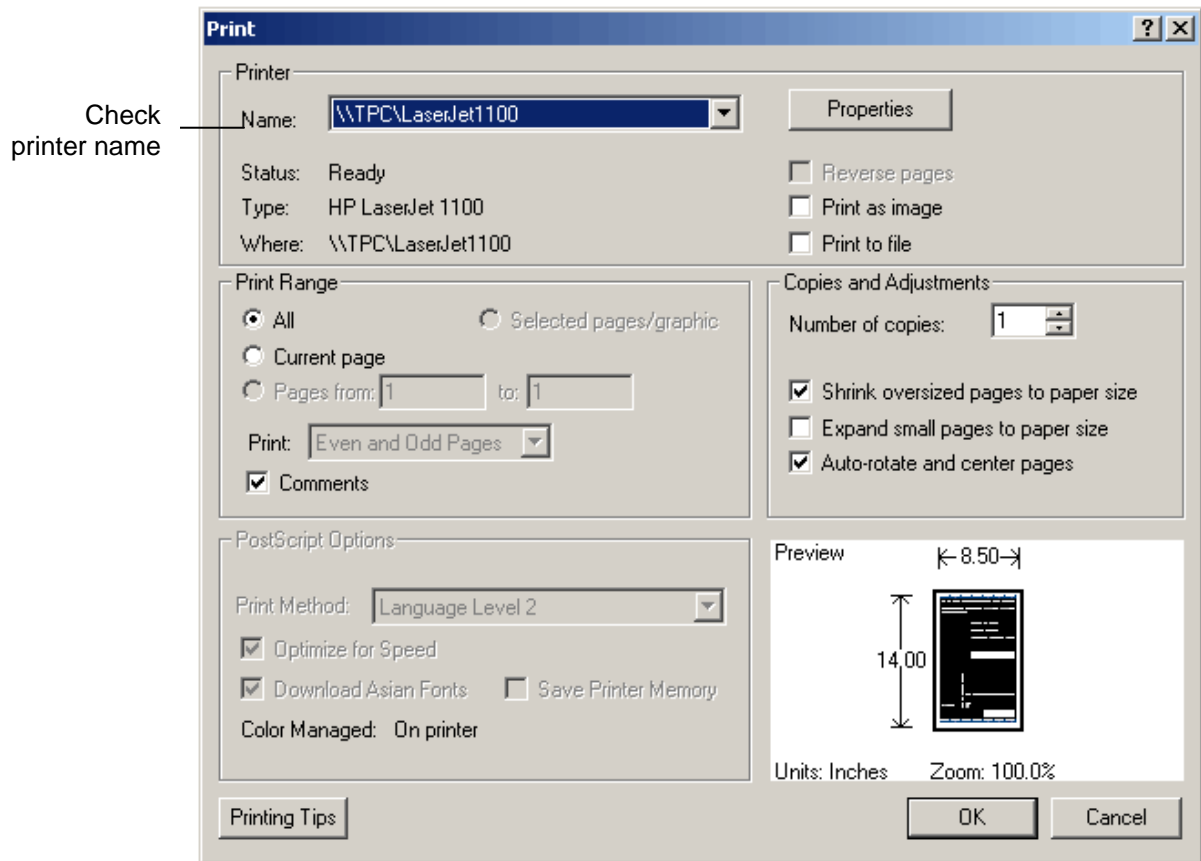 Print
Check
printer name
Printer
Name: \\TPC\LaserJet1100
Properties
Status: Ready
Type: HP LaserJet 1100
Where: \\TPC\LaserJet1100
Reverse pages
Print as image
Print to file
Print Range
All
Selected pages/graphic
Current page
Pages from: 1 to: 1
Print: Even and Odd Pages
Comments
Copies and Adjustments
Number of copies: 1
Shrink oversized pages to paper size
Expand small pages to paper size
Auto-rotate and center pages
PostScript Options
Print Method: Language Level 2
Optimize for Speed
Download Asian Fonts Save Printer Memory
Color Managed: On printer
Preview
8.50
14.00
Units: Inches Zoom: 100.0%
Printing Tips
OK
Cancel